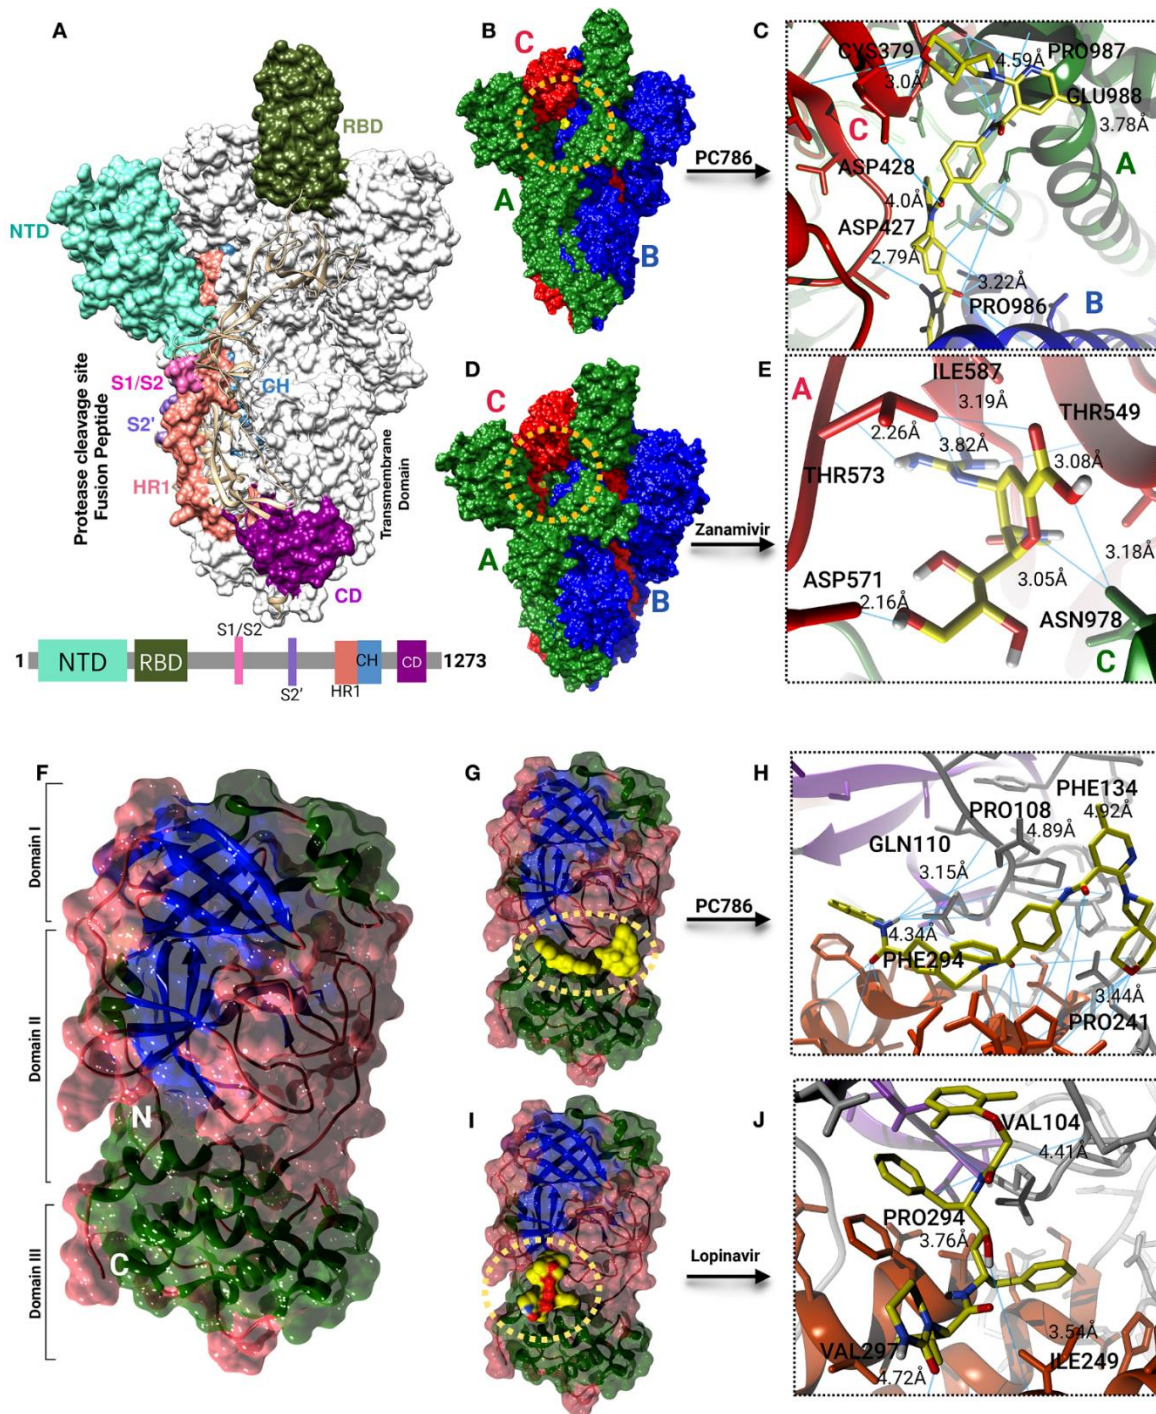 A
RBD
NTD
S1/S2
S2'
HR1
CH
CD
Protease cleavage site
Fusion Peptide
Transmembrane
Domain
1
NTD
RBD
S1/S2
S2'
HR1
CH
CD
1273
B
C
A
B
PC786
C
CYS379
3.0Å
4.59Å
PRO987
GLU988
3.78Å
C
A
ASP428
4.0Å
ASP427
2.79Å
3.22Å
PRO986
B
D
C
A
B
Zanamivir
E
A
ILE587
3.19Å
THR549
2.26Å
3.82Å
3.08Å
THR573
3.18Å
ASP571
3.05Å
2.16Å
ASN978
C
F
Domain I
Domain II
Domain III
N
C
G
PC786
H
PHE134
4.92Å
PRO108
4.89Å
GLN110
3.15Å
4.34Å
PHE294
3.44Å
PRO241
I
Lopinavir
J
VAL104
4.41Å
PRO294
3.76Å
3.54Å
VAL297
ILE249
4.72Å